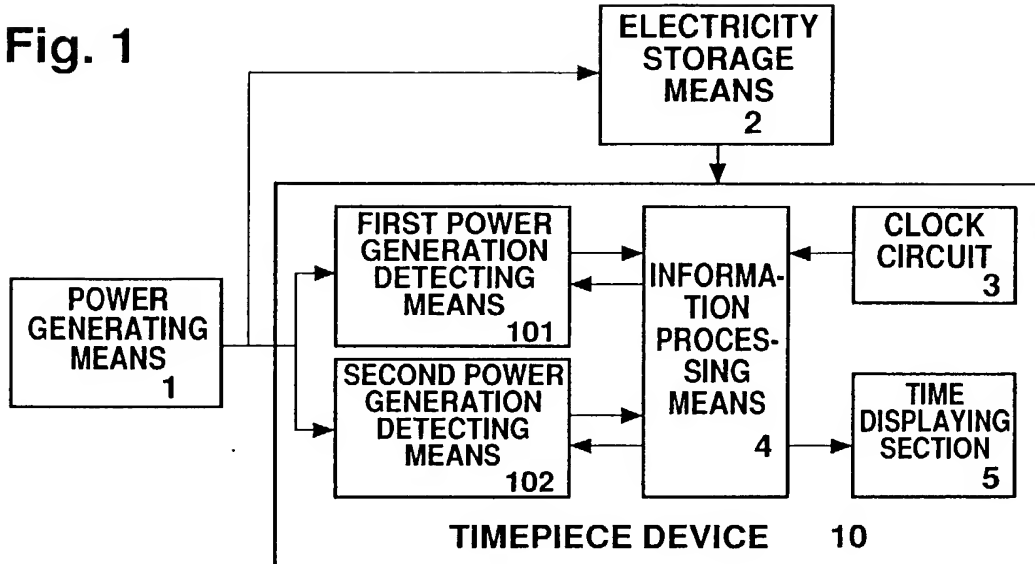 Fig. 1
ELECTRICITY
STORAGE
MEANS
2
FIRST POWER
GENERATION
DETECTING
MEANS
101
INFORMA-
TION
PROCES-
SING
MEANS
4
CLOCK
CIRCUIT
3
POWER
GENERATING
MEANS
1
SECOND POWER
GENERATION
DETECTING
MEANS
102
TIME
DISPLAYING
SECTION
5
TIMEPIECE DEVICE 10